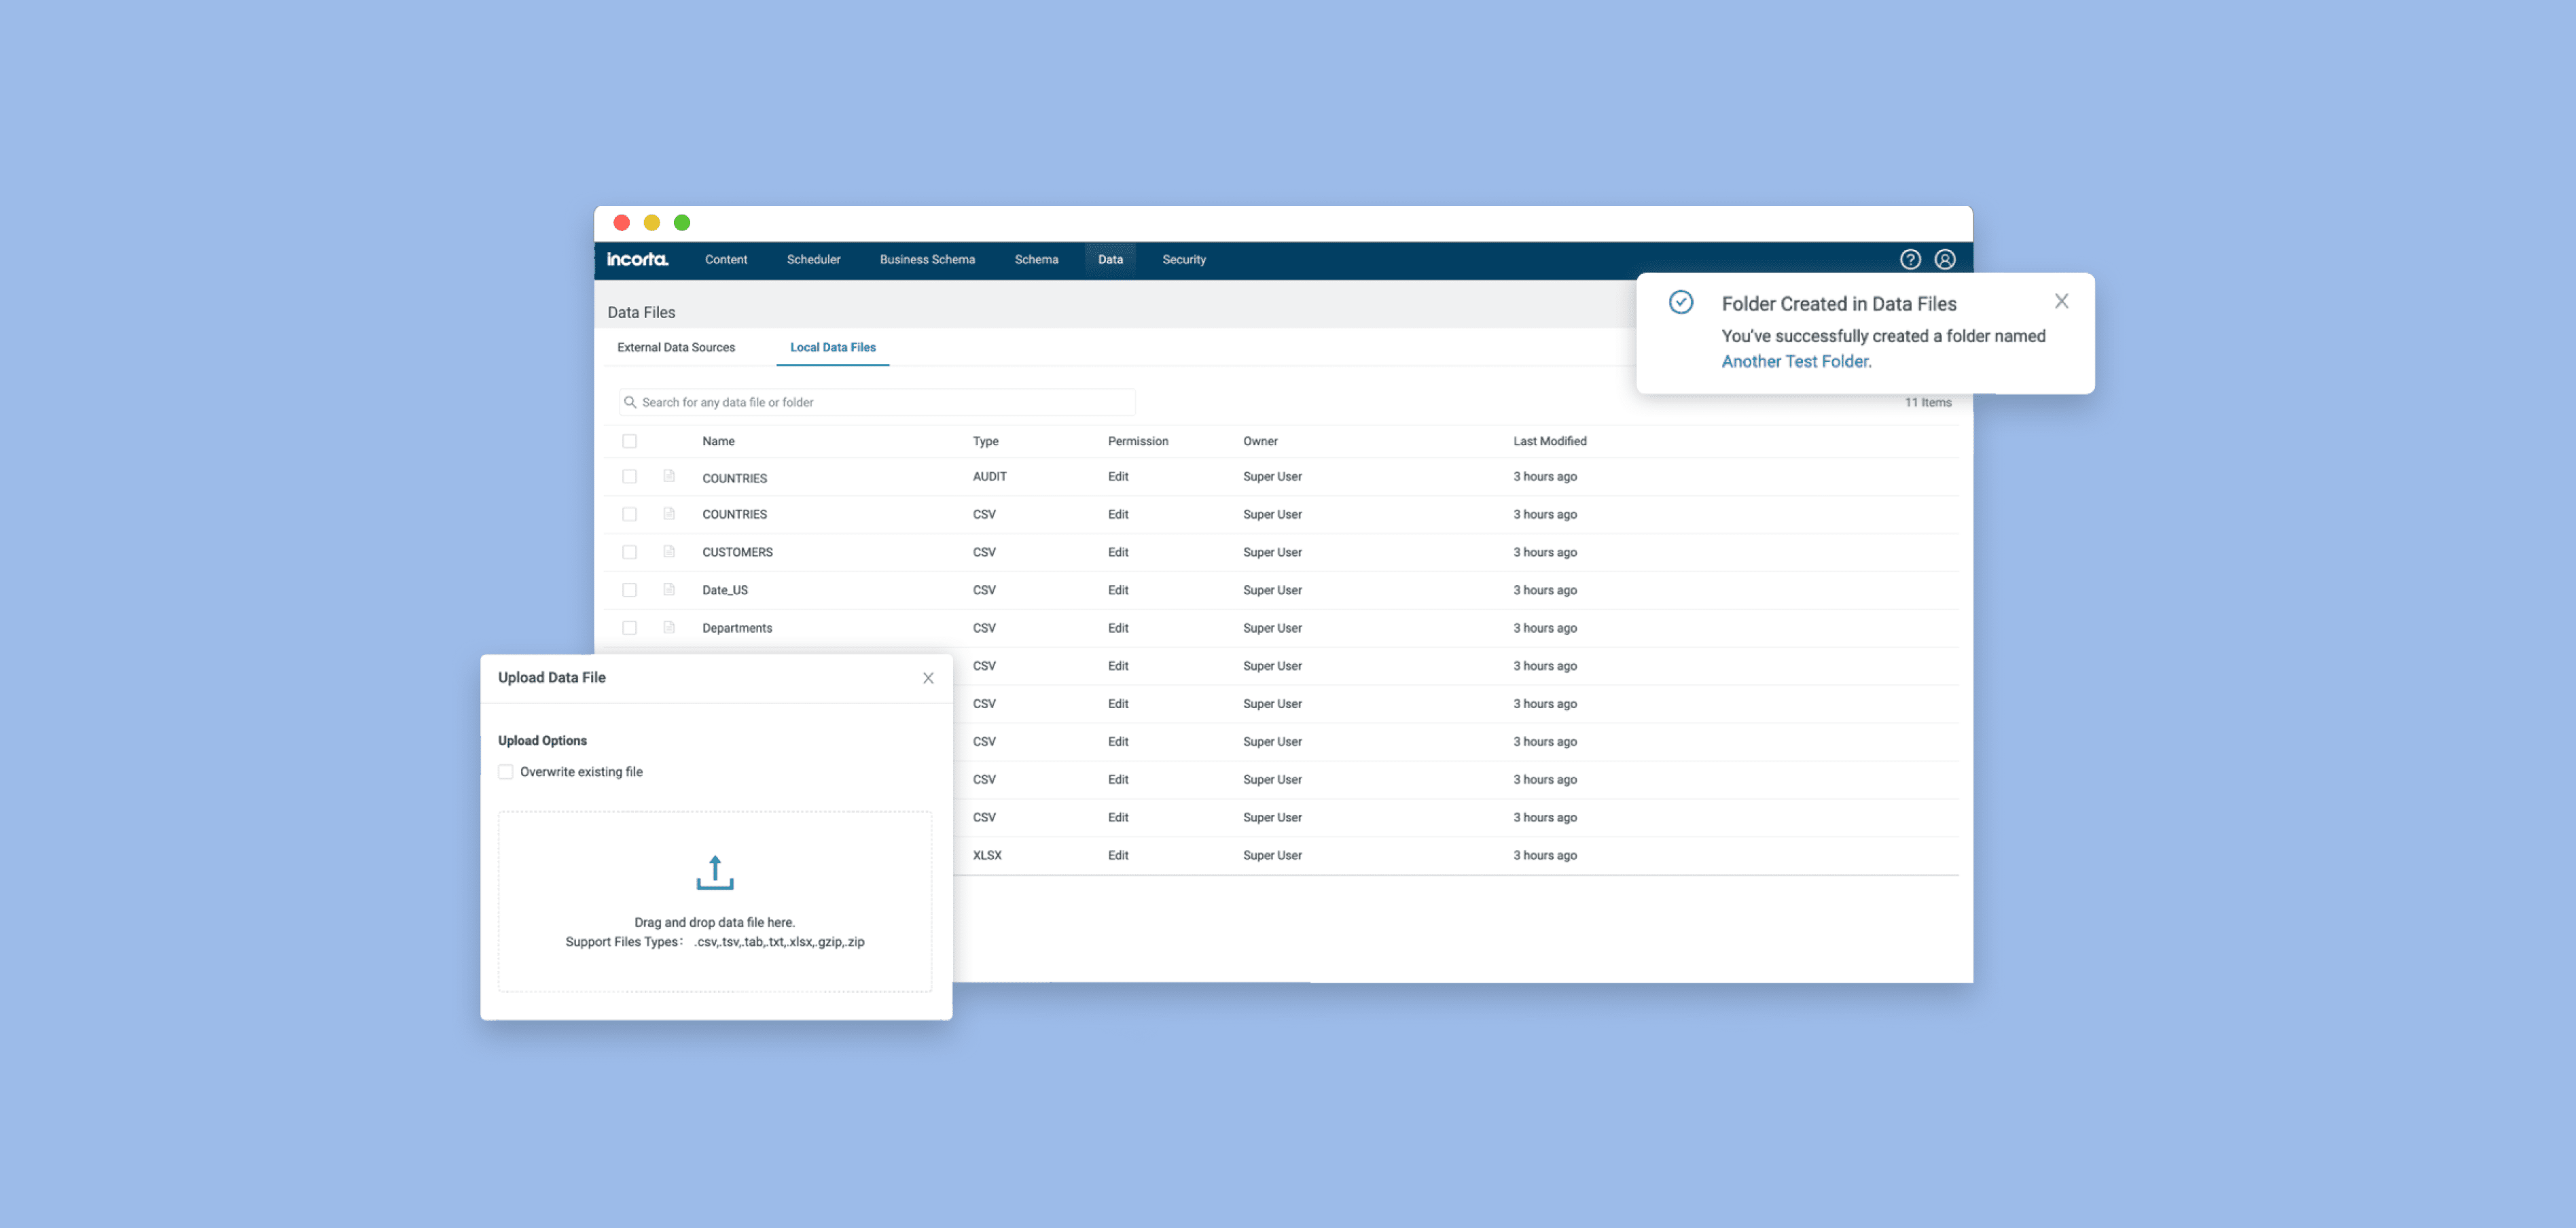 incorta. Content Scheduler Business Schema Schema Data Security
Data Files
External Data Sources Local Data Files
Folder Created in Data Files
You've successfully created a folder named
Another Test Folder.
Search for any data file or folder
11 Items
Name Type Permission Owner Last Modified
COUNTRIES AUDIT Edit Super User 3 hours ago
COUNTRIES CSV Edit Super User 3 hours ago
CUSTOMERS CSV Edit Super User 3 hours ago
Date_US CSV Edit Super User 3 hours ago
Departments CSV Edit Super User 3 hours ago
CSV Edit Super User 3 hours ago
CSV Edit Super User 3 hours ago
CSV Edit Super User 3 hours ago
CSV Edit Super User 3 hours ago
CSV Edit Super User 3 hours ago
XLSX Edit Super User 3 hours ago
Upload Data File
Upload Options
Overwrite existing file
Drag and drop data file here.
Support Files Types: .csv,.tsv,.tab,.txt,.xlsx,.gzip,.zip